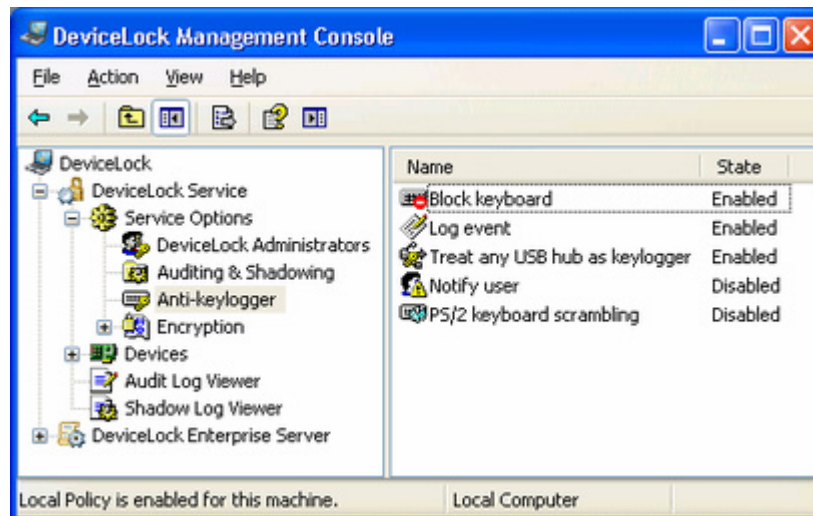 DeviceLock Management Console
File Action View Help
DeviceLock
DeviceLock Service
Service Options
DeviceLock Administrators
Auditing & Shadowing
Anti-keylogger
Encryption
Devices
Audit Log Viewer
Shadow Log Viewer
DeviceLock Enterprise Server
Name State
Block keyboard Enabled
Log event Enabled
Treat any USB hub as keylogger Enabled
Notify user Disabled
PS/2 keyboard scrambling Disabled
Local Policy is enabled for this machine. Local Computer